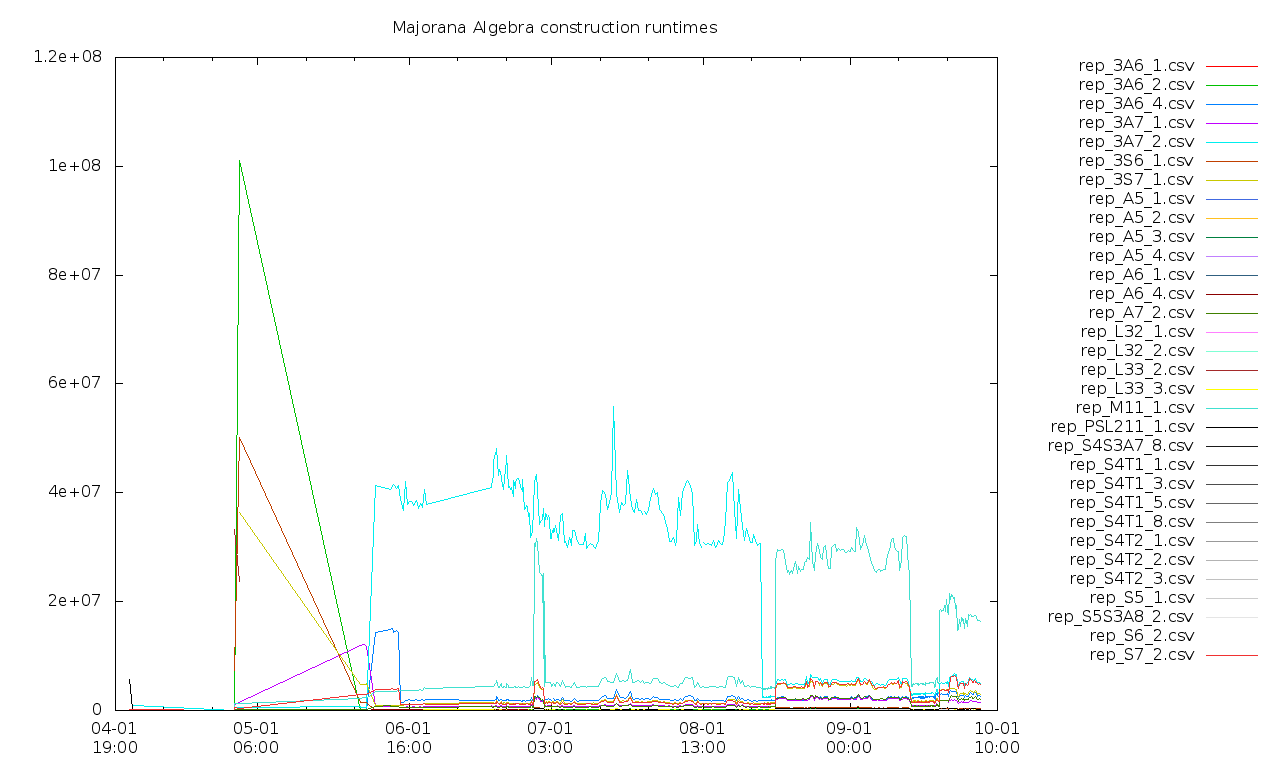 Majorana Algebra construction runtimes
1.2e+08
1e+08
8e+07
6e+07
4e+07
2e+07
0
04-01 05-01 06-01 07-01 08-01 09-01 10-01
19:00 06:00 16:00 03:00 13:00 00:00 10:00
rep_3A6_1.csv
rep_3A6_2.csv
rep_3A6_4.csv
rep_3A7_1.csv
rep_3A7_2.csv
rep_3S6_1.csv
rep_3S7_1.csv
rep_A5_1.csv
rep_A5_2.csv
rep_A5_3.csv
rep_A5_4.csv
rep_A6_1.csv
rep_A6_4.csv
rep_A7_2.csv
rep_L32_1.csv
rep_L32_2.csv
rep_L33_2.csv
rep_L33_3.csv
rep_M11_1.csv
rep_PSL211_1.csv
rep_S4S3A7_8.csv
rep_S4T1_1.csv
rep_S4T1_3.csv
rep_S4T1_5.csv
rep_S4T1_8.csv
rep_S4T2_1.csv
rep_S4T2_2.csv
rep_S4T2_3.csv
rep_S5_1.csv
rep_S5S3A8_2.csv
rep_S6_2.csv
rep_S7_2.csv